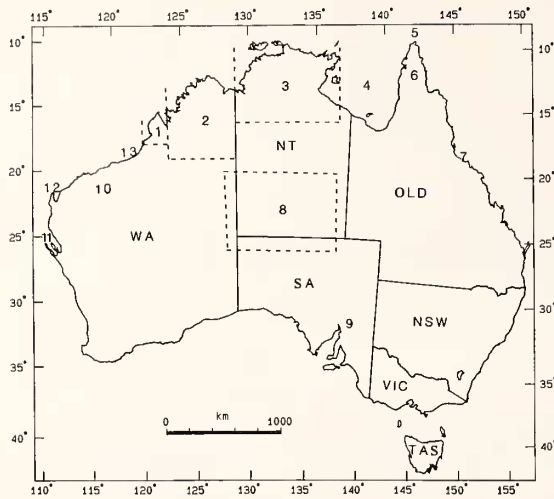 115° 120° 125° 130° 135° 140° 145° 150°
10° 5 10°
3 4 6
15° 1 2 15°
13 7
NT
20° 12 10 OLD 20°
8
WA
25° 11 25°
SA
30° 9 NSW 30°
35° VIC 35°
0 km 1000
40° TAS 40°
110° 115° 120° 125° 130° 135° 140° 145° 150° 155°